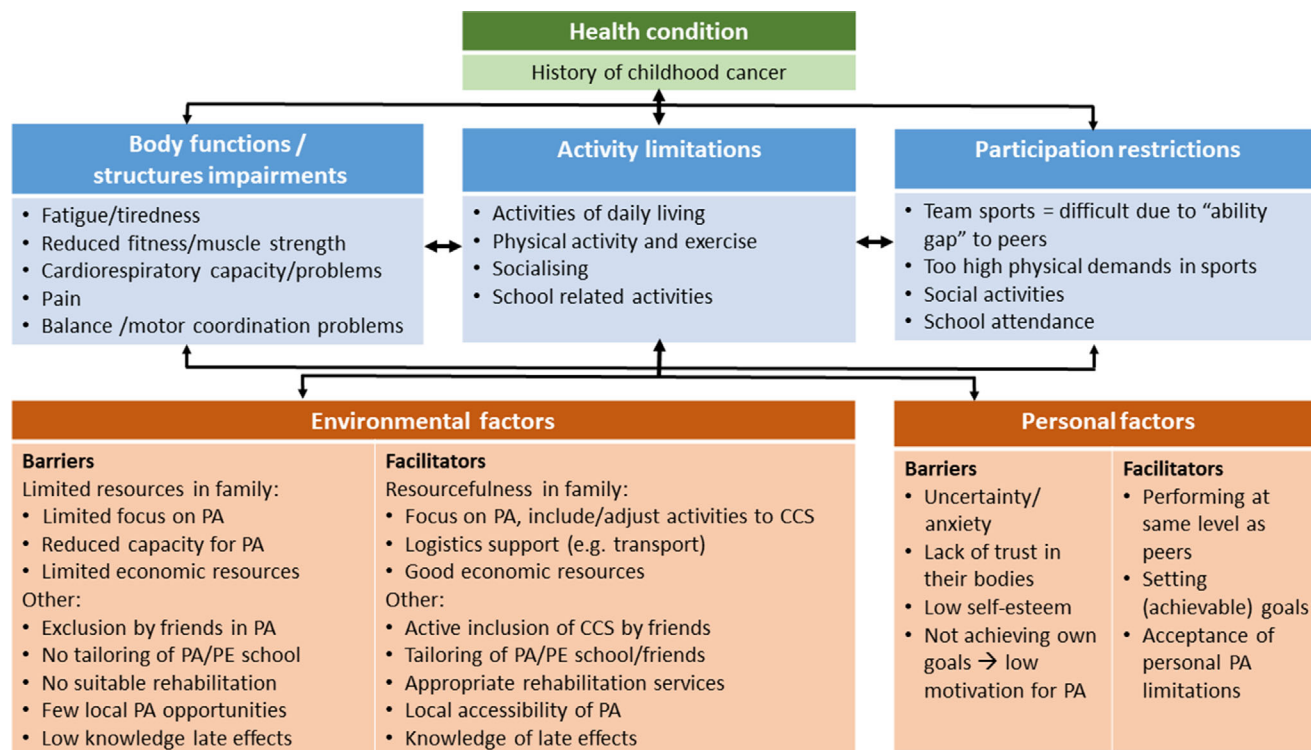 Health condition
History of childhood cancer
Body functions /
structures impairments
• Fatigue/tiredness
• Reduced fitness/muscle strength
• Cardiorespiratory capacity/problems
• Pain
• Balance /motor coordination problems
Activity limitations
• Activities of daily living
• Physical activity and exercise
• Socialising
• School related activities
Participation restrictions
• Team sports = difficult due to “ability
gap” to peers
• Too high physical demands in sports
• Social activities
• School attendance
Environmental factors
Barriers
Limited resources in family:
• Limited focus on PA
• Reduced capacity for PA
• Limited economic resources
Other:
• Exclusion by friends in PA
• No tailoring of PA/PE school
• No suitable rehabilitation
• Few local PA opportunities
• Low knowledge late effects
Facilitators
Resourcefulness in family:
• Focus on PA, include/adjust activities to CCS
• Logistics support (e.g. transport)
• Good economic resources
Other:
• Active inclusion of CCS by friends
• Tailoring of PA/PE school/friends
• Appropriate rehabilitation services
• Local accessibility of PA
• Knowledge of late effects
Personal factors
Barriers
• Uncertainty/
anxiety
• Lack of trust in
their bodies
• Low self-esteem
• Not achieving own
goals → low
motivation for PA
Facilitators
• Performing at
same level as
peers
• Setting
(achievable) goals
• Acceptance of
personal PA
limitations